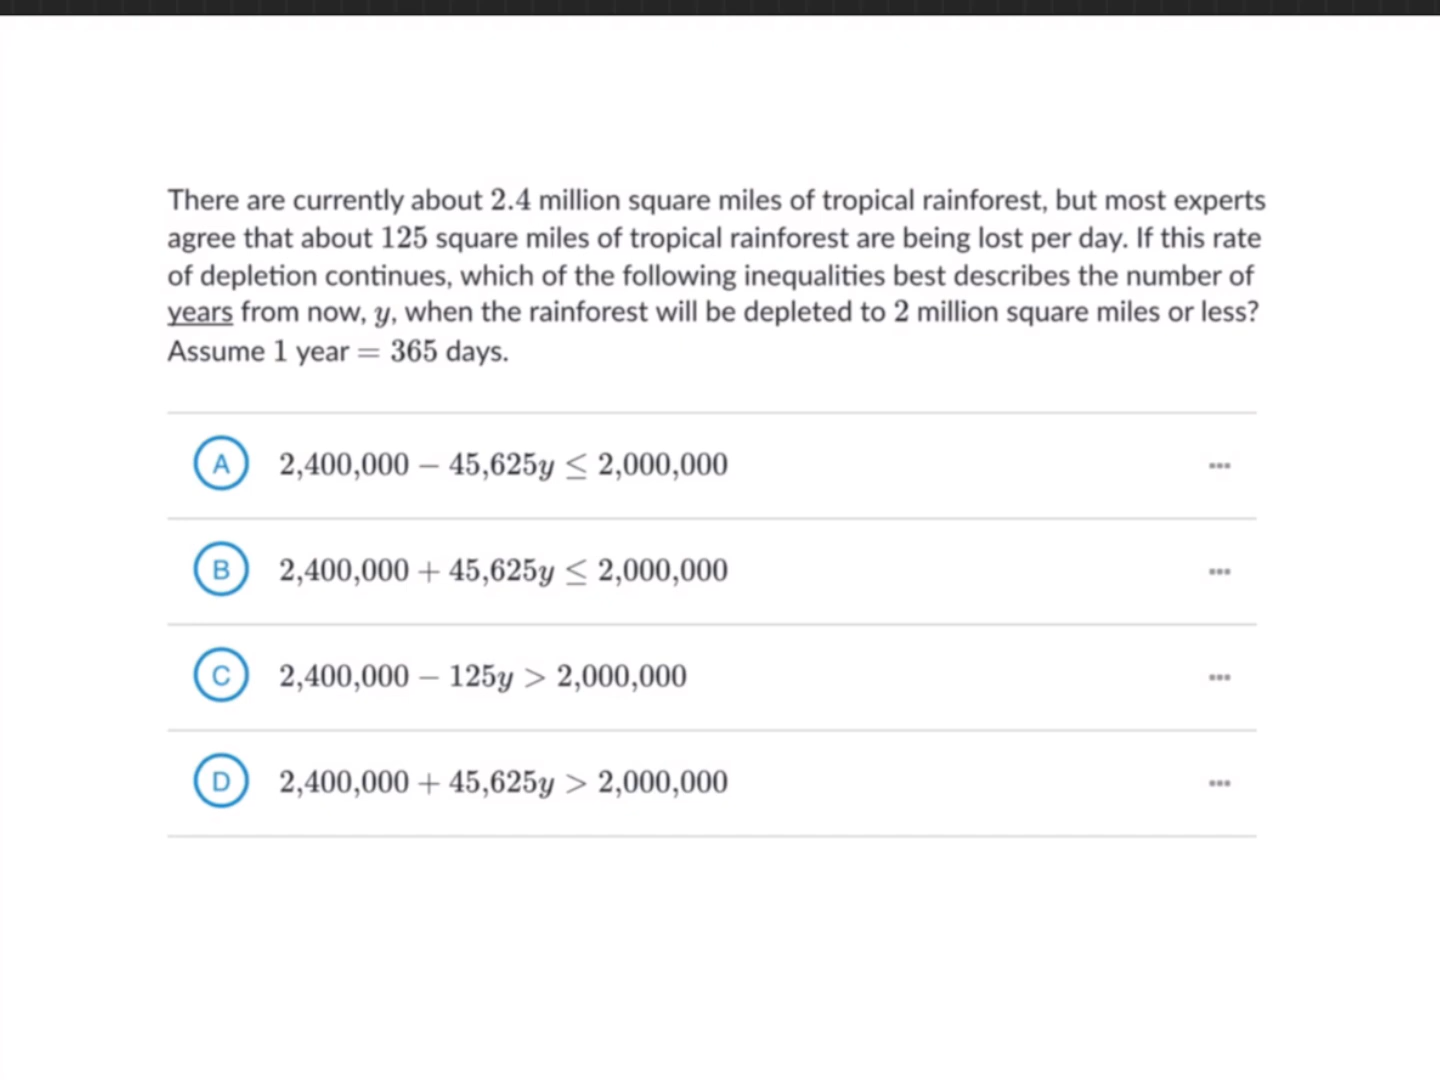 There are currently about 2.4 million square miles of tropical rainforest, but most experts
agree that about 125 square miles of tropical rainforest are being lost per day. If this rate
of depletion continues, which of the following inequalities best describes the number of
years from now, y, when the rainforest will be depleted to 2 million square miles or less?
Assume 1 year = 365 days.
A 2,400,000 − 45,625y ≤ 2,000,000
B 2,400,000 + 45,625y ≤ 2,000,000
C 2,400,000 − 125y > 2,000,000
D 2,400,000 + 45,625y > 2,000,000